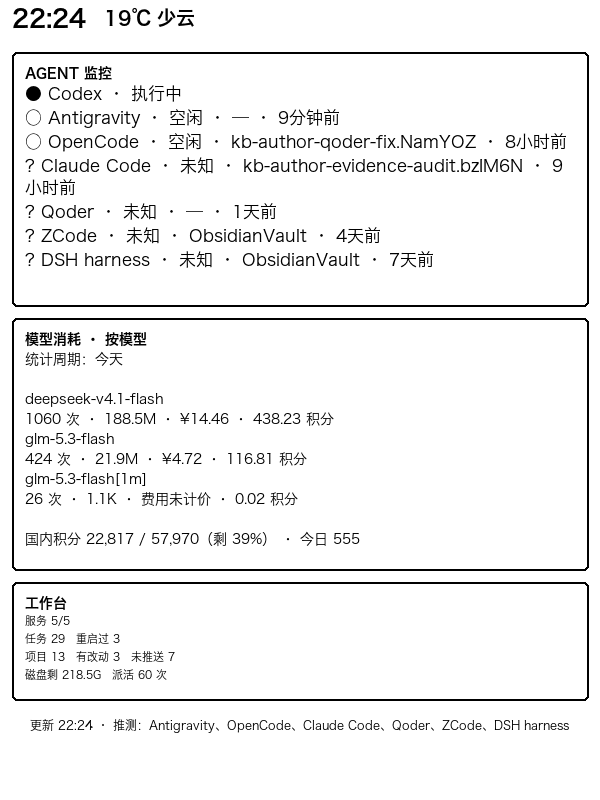 22:24 19℃ 少云
AGENT 监控
● Codex · 执行中
○ Antigravity · 空闲 · — · 9分钟前
○ OpenCode · 空闲 · kb-author-qoder-fix.NamYOZ · 8小时前
? Claude Code · 未知 · kb-author-evidence-audit.bzlM6N · 9
小时前
? Qoder · 未知 · — · 1天前
? ZCode · 未知 · ObsidianVault · 4天前
? DSH harness · 未知 · ObsidianVault · 7天前
模型消耗 · 按模型
统计周期：今天
deepseek-v4.1-flash
1060 次 · 188.5M · ¥14.46 · 438.23 积分
glm-5.3-flash
424 次 · 21.9M · ¥4.72 · 116.81 积分
glm-5.3-flash[1m]
26 次 · 1.1K · 费用未计价 · 0.02 积分
国内积分 22,817 / 57,970（剩 39%） · 今日 555
工作台
服务 5/5
任务 29 重启过 3
项目 13 有改动 3 未推送 7
磁盘剩 218.5G 派活 60 次
更新 22:24 · 推测：Antigravity、OpenCode、Claude Code、Qoder、ZCode、DSH harness